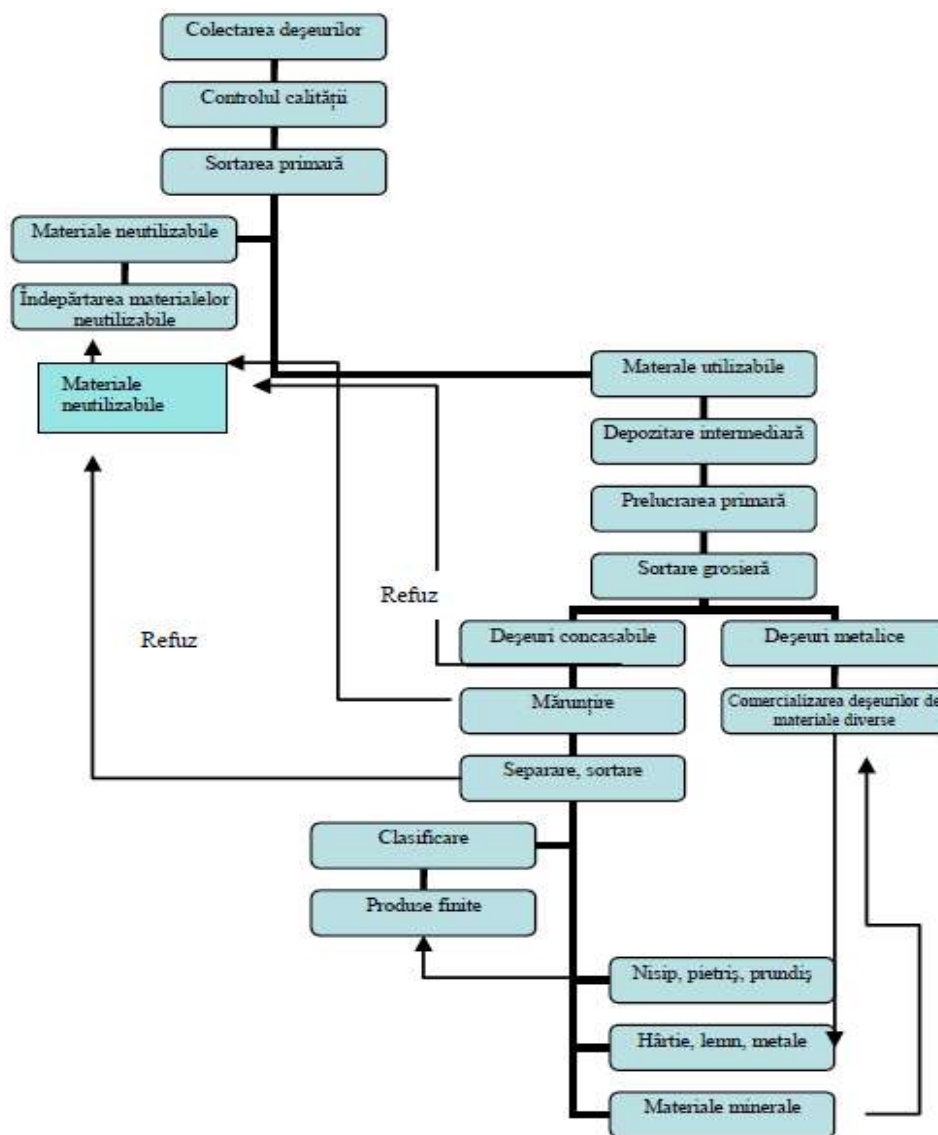 Colectarea deşeurilor
Controlul calităţii
Sortarea primară
Materiale neutilizabile
Îndepărtarea materialelor
neutilizabile
Materiale
neutilizabile
Materale utilizabile
Depozitare intermediară
Prelucrarea primară
Sortare grosieră
Refuz
Refuz
Deşeuri concasabile
Deşeuri metalice
Mărunţire
Comercializarea deşeurilor de
materiale diverse
Separare, sortare
Clasificare
Produse finite
Nisip, pietriş, prundiş
Hârtie, lemn, metale
Materiale minerale